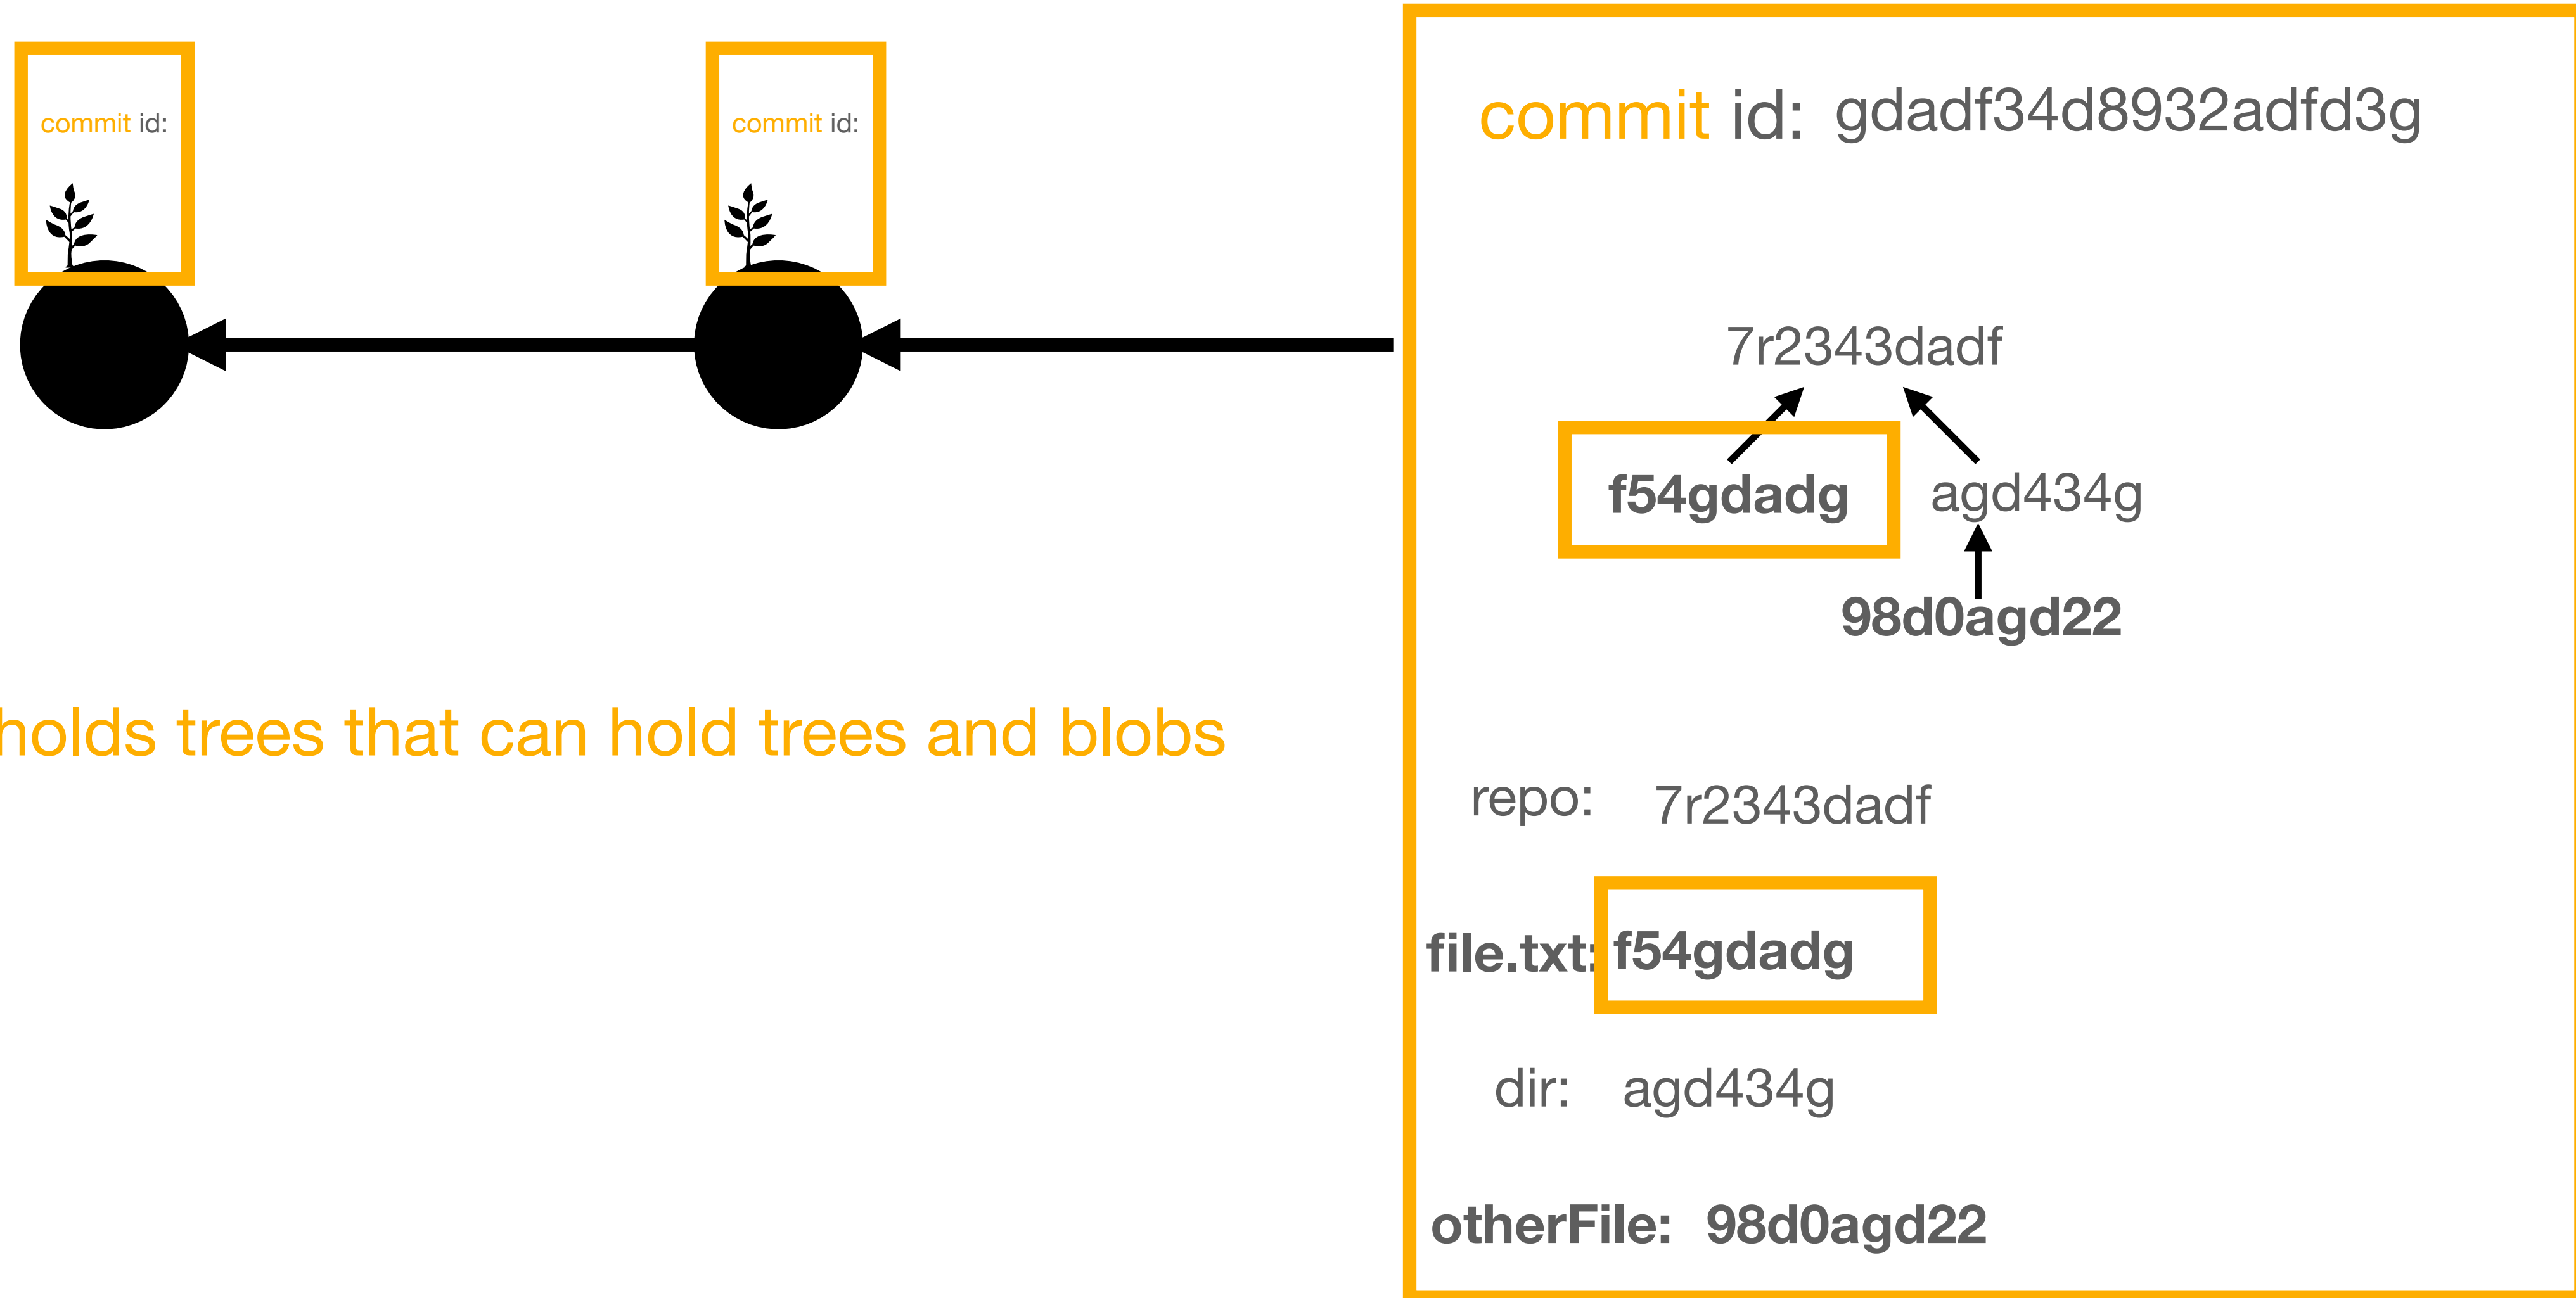 commit id:
commit id:
commit id: gdadf34d8932adfd3g
7r2343dadf
f54gdadg agd434g
98d0agd22
holds trees that can hold trees and blobs
repo: 7r2343dadf
file.txt: f54gdadg
dir: agd434g
otherFile: 98d0agd22